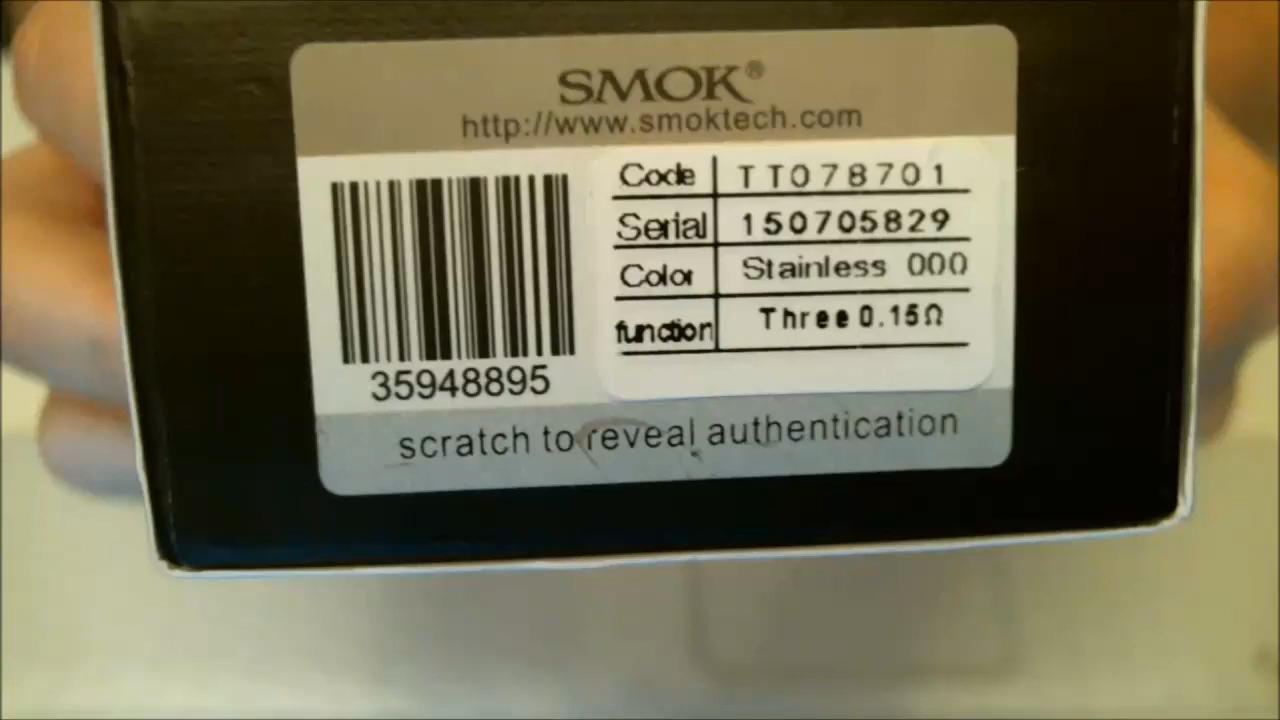 SMOK®
http://www.smoktech.com
Code TT078701
Serial 150705829
Color Stainless 000
function Three 0.15Ω
35948895
scratch to reveal authentication